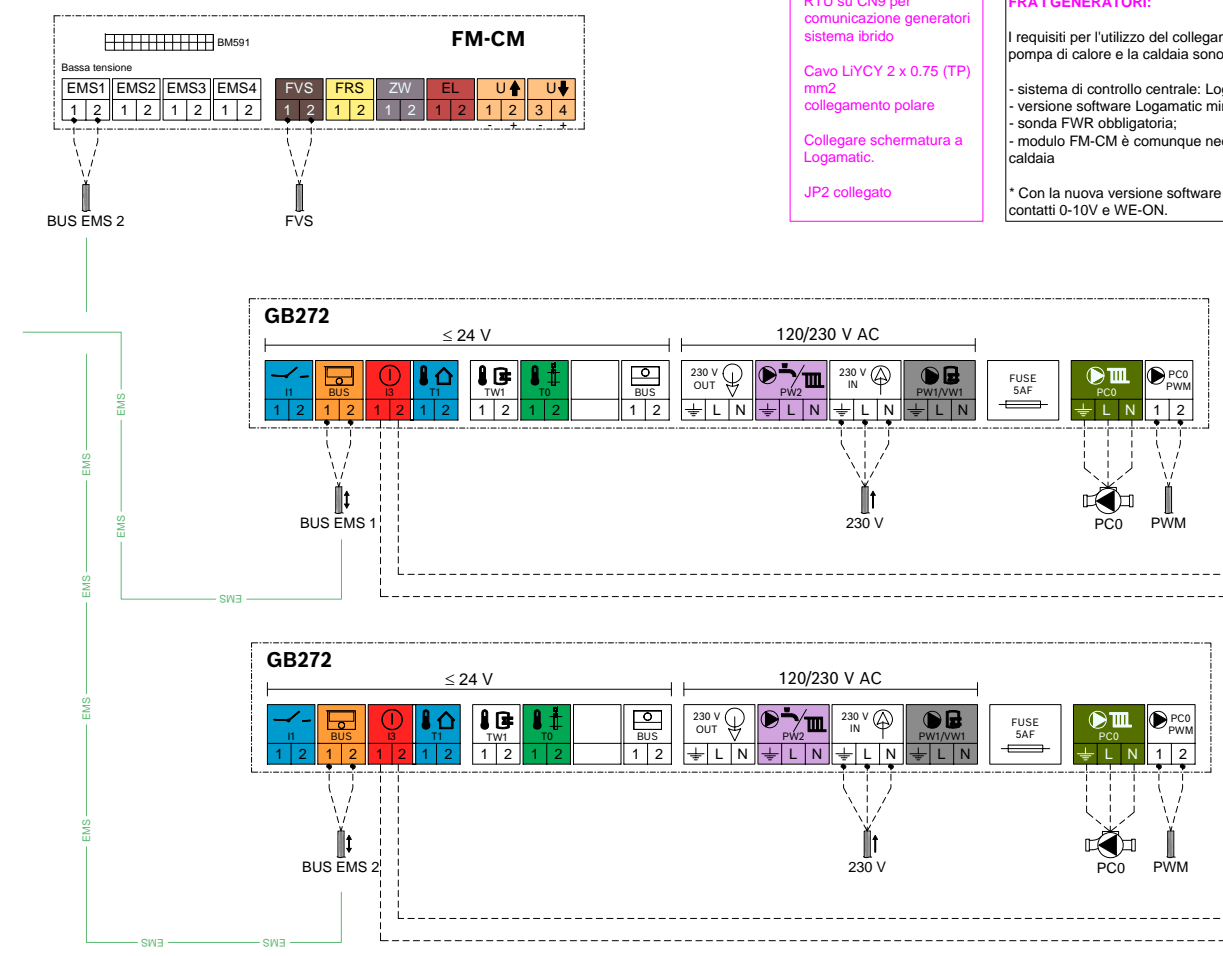 FM-CM
BM591
Bassa tensione
EMS1 EMS2 EMS3 EMS4 FVS FRS ZW EL U U
1 2 1 2 1 2 1 2 1 2 1 2 1 2 1 2 1 2 3 4
- + - +
BUS EMS 2
FVS
RTU su CN9 per
comunicazione generatori
sistema ibrido
Cavo LiYCY 2 x 0.75 (TP)
mm2
collegamento polare
Collegare schermatura a
Logamatic.
JP2 collegato
FRA I GENERATORI:
I requisiti per l'utilizzo del collegar
pompa di calore e la caldaia sono
- sistema di controllo centrale: Log
- versione software Logamatic min
- sonda FWR obbligatoria;
- modulo FM-CM è comunque nec
caldaia
* Con la nuova versione software
contatti 0-10V e WE-ON.
GB272
≤ 24 V
120/230 V AC
I1 BUS I3 T1 TW1 T0 BUS
1 2 1 2 1 2 1 2 1 2 1 2 1 2
230 V OUT PW2 230 V IN PW1/VW1
L N L N L N L N
FUSE
5AF
PC0
L N
PC0
PWM
1 2
BUS EMS 1
230 V
PC0
PWM
EMS
EMS
EMS
EMS
EMS
EMS
EMS
GB272
≤ 24 V
120/230 V AC
I1 BUS I3 T1 TW1 T0 BUS
1 2 1 2 1 2 1 2 1 2 1 2 1 2
230 V OUT PW2 230 V IN PW1/VW1
L N L N L N L N
FUSE
5AF
PC0
L N
PC0
PWM
1 2
BUS EMS 2
230 V
PC0
PWM
EMS
EMS